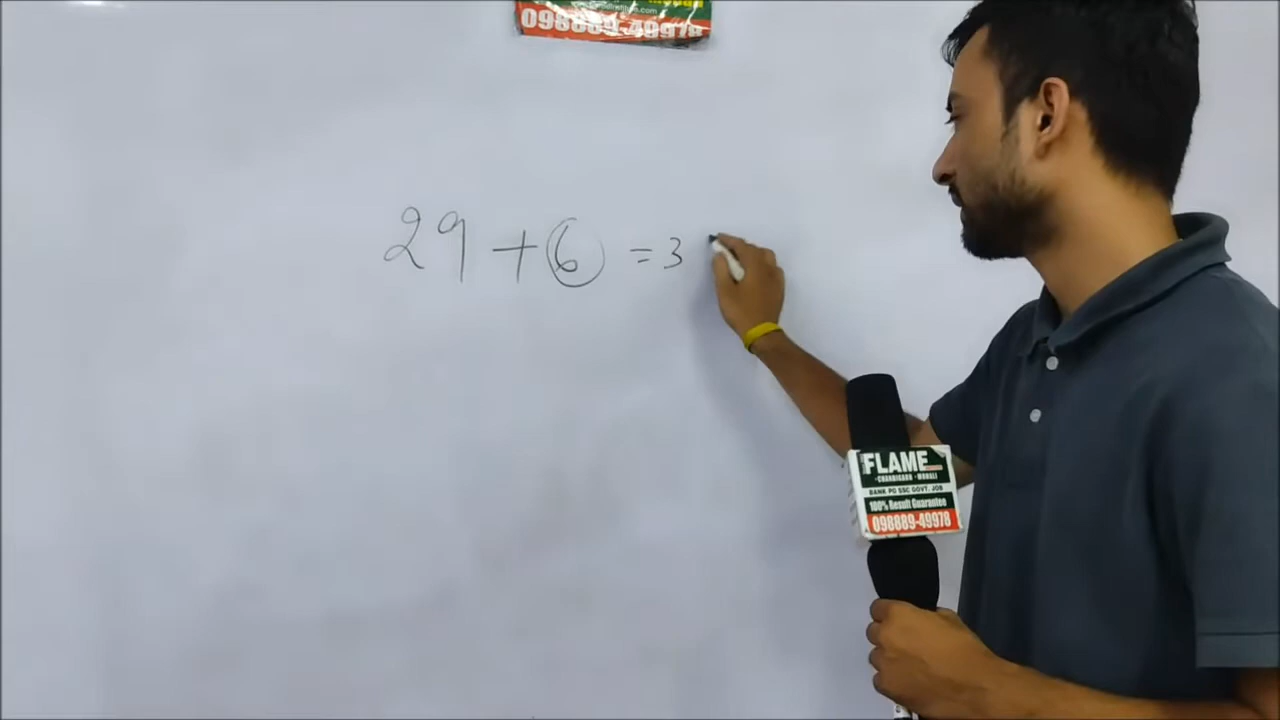 098889-49978
29 + 6 = 3
FLAME
CHANDIGARH - MOHALI
BANK PO SSC GOVT. JOB
100% Result Guarantee
098889-49978